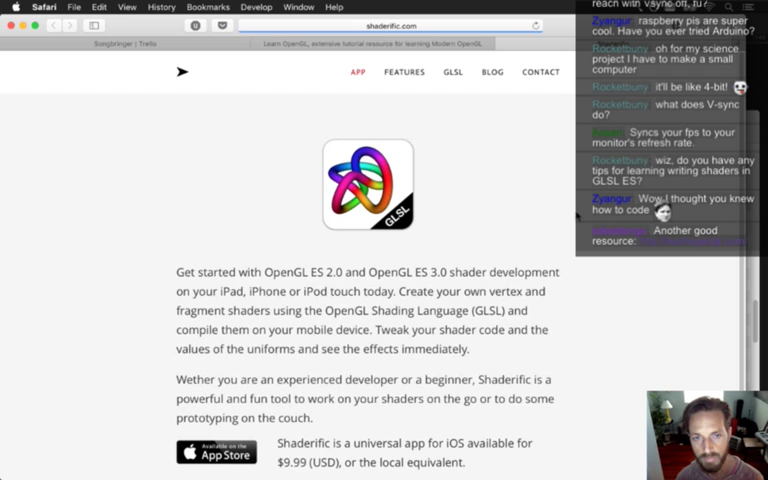 Safari File Edit View History Bookmarks Develop Window Help
shaderific.com
Songbringer | Trello
Learn OpenGL, extensive tutorial resource for learning Modern OpenGL
APP FEATURES GLSL BLOG CONTACT
GLSL
Get started with OpenGL ES 2.0 and OpenGL ES 3.0 shader development
on your iPad, iPhone or iPod touch today. Create your own vertex and
fragment shaders using the OpenGL Shading Language (GLSL) and
compile them on your mobile device. Tweak your shader code and the
values of the uniforms and see the effects immediately.
Wether you are an experienced developer or a beginner, Shaderific is a
powerful and fun tool to work on your shaders on the go or to do some
prototyping on the couch.
Available on the
App Store
Shaderific is a universal app for iOS available for
$9.99 (USD), or the local equivalent.
reach with Vsync off, fu?
Zyangur: raspberry pis are super
cool. Have you ever tried Arduino?
Rocketbuny: oh for my science
project I have to make a small
computer
Rocketbuny: it'll be like 4-bit!
Rocketbuny: what does V-sync
do?
Syncs your fps to your
monitor's refresh rate.
Rocketbuny: wiz, do you have any
tips for learning writing shaders in
GLSL ES?
Zyangur: Wow I thought you knew
how to code
Another good
resource: